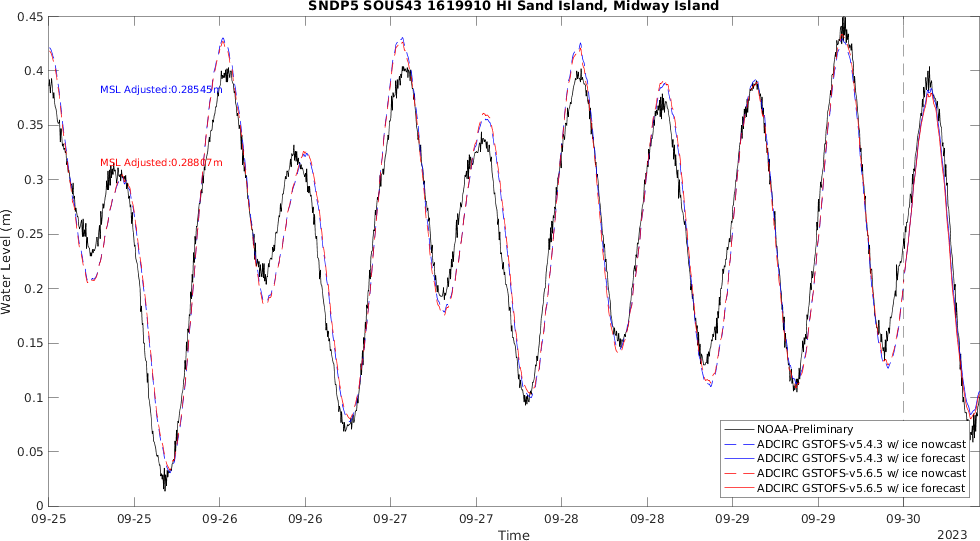 SNDP5 SOUS43 1619910 HI Sand Island, Midway Island
0.45
0.4
0.35
0.3
0.25
0.2
0.15
0.1
0.05
0
Water Level (m)
MSL Adjusted:0.28545m
MSL Adjusted:0.28807m
NOAA-Preliminary
ADCIRC GSTOFS-v5.4.3 w/ ice nowcast
ADCIRC GSTOFS-v5.4.3 w/ ice forecast
ADCIRC GSTOFS-v5.6.5 w/ ice nowcast
ADCIRC GSTOFS-v5.6.5 w/ ice forecast
09-25 09-25 09-26 09-26 09-27 09-27 09-28 09-28 09-29 09-29 09-30
Time
2023